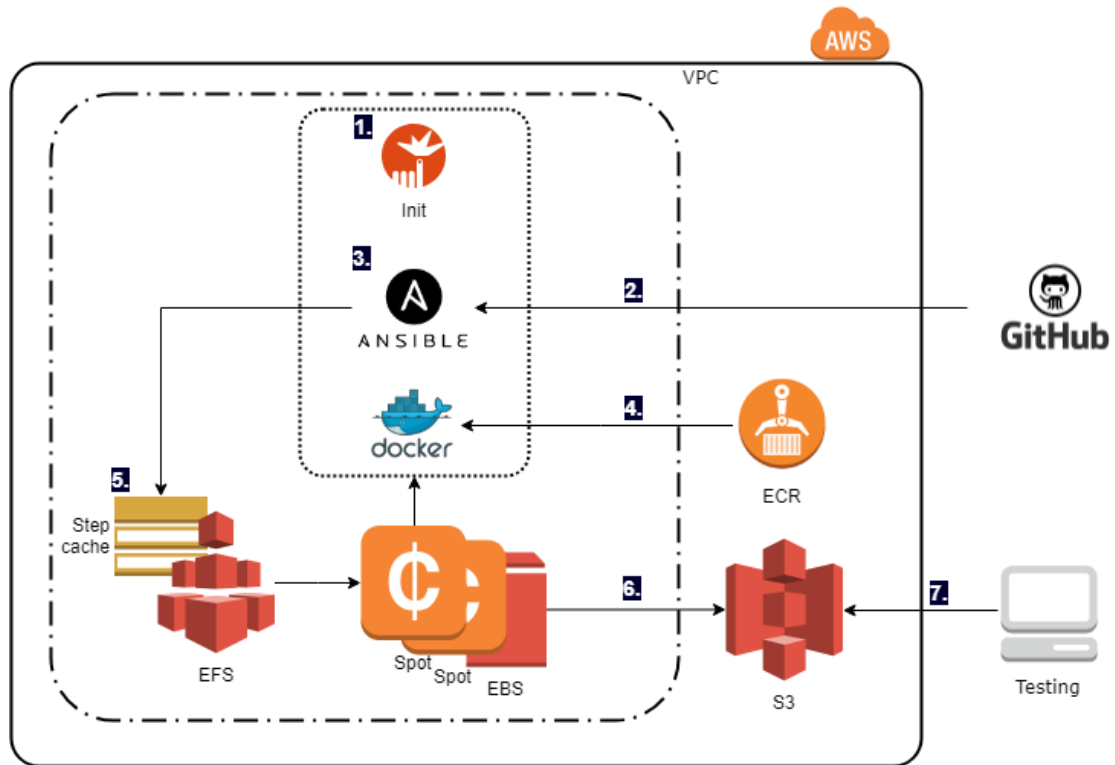 AWS
VPC
1.
Init
3.
2.
ANSIBLE
GitHub
4.
docker
ECR
5.
Step
cache
6.
7.
Spot
Spot
EFS
EBS
S3
Testing